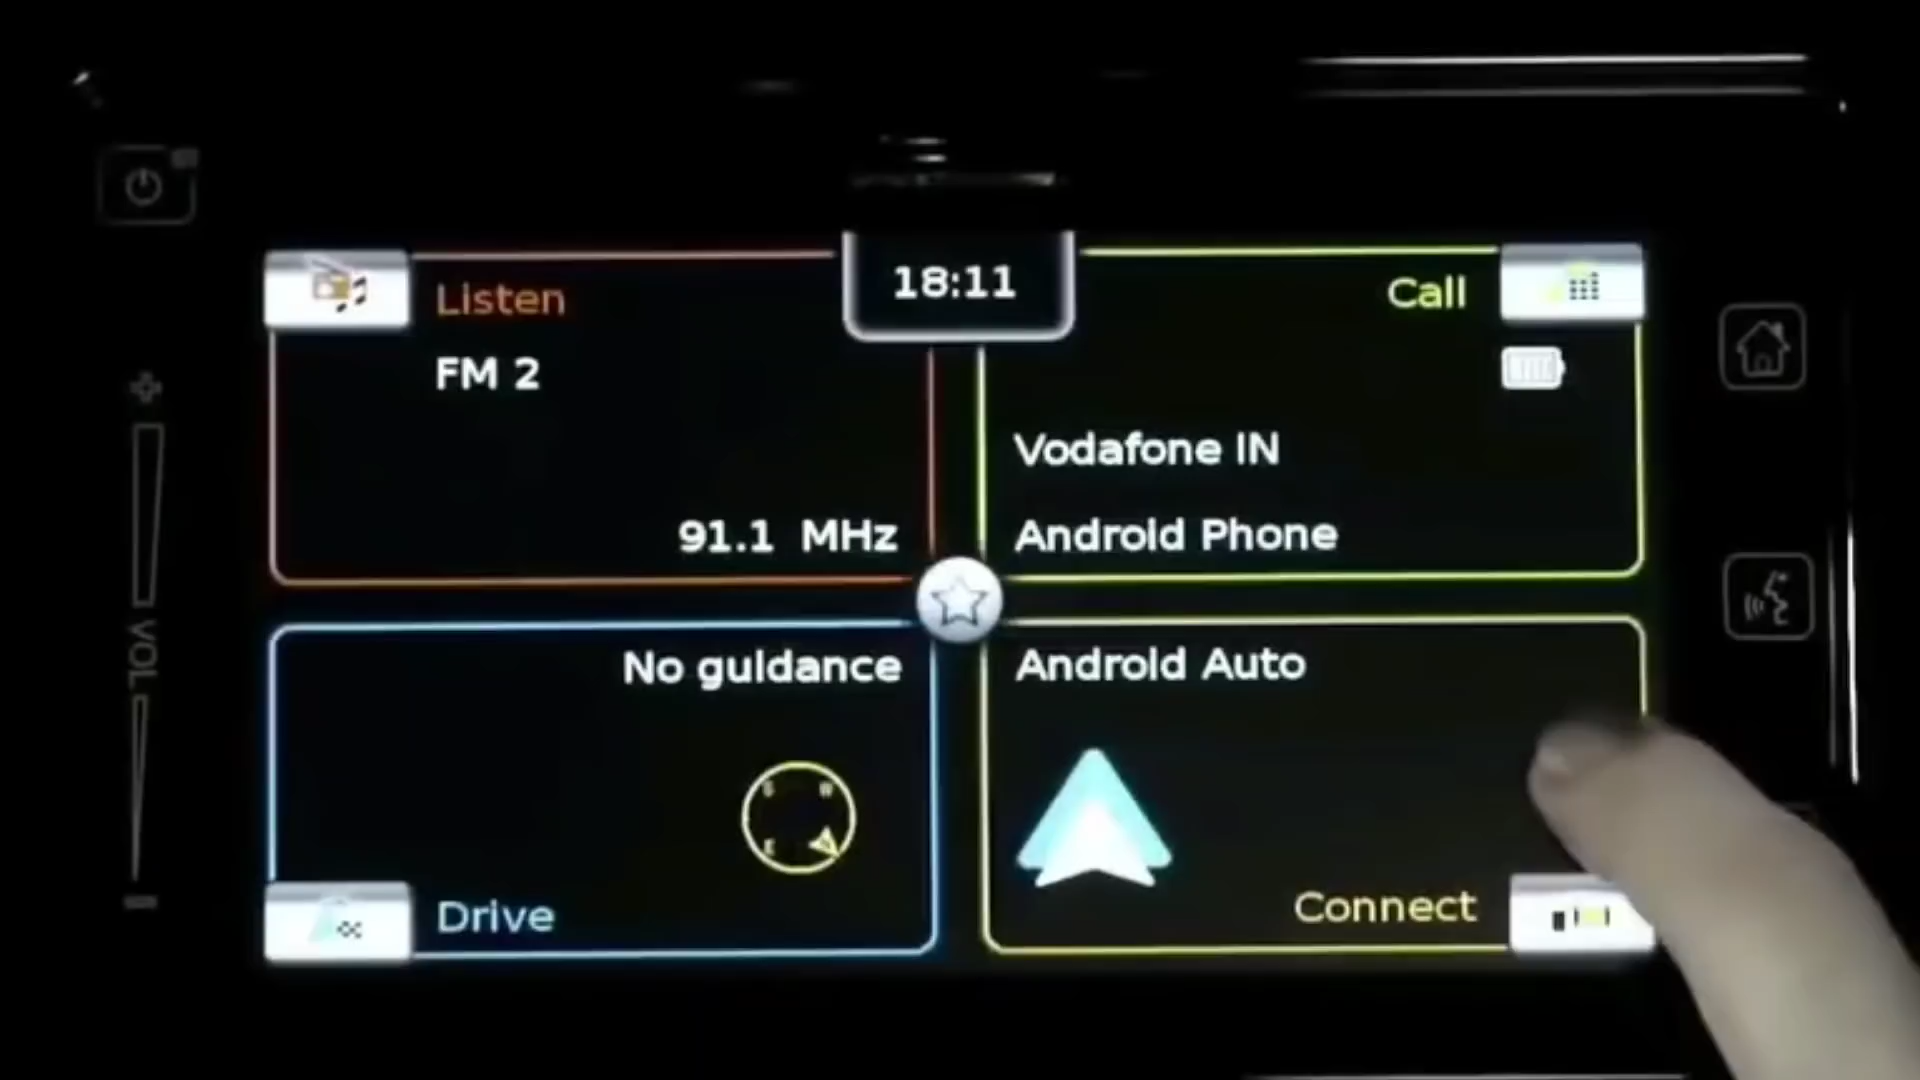 18:11
Listen
FM 2
91.1 MHz
Call
Vodafone IN
Android Phone
No guidance
Drive
Android Auto
Connect
VOL